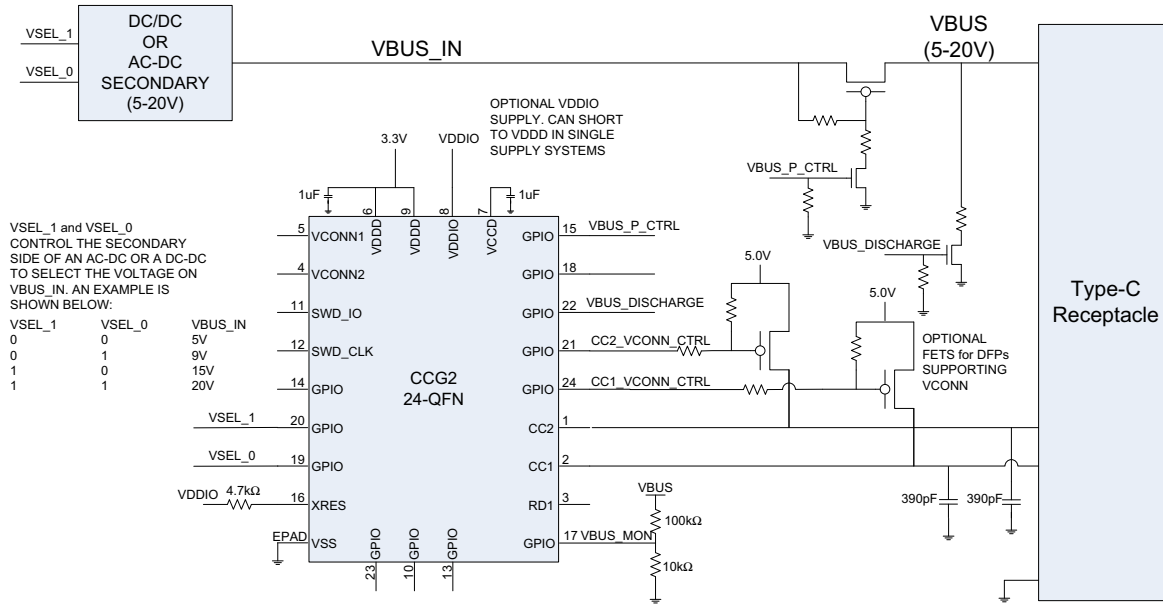 VSEL_1
VSEL_0
DC/DC
OR
AC-DC
SECONDARY
(5-20V)
VBUS_IN
VBUS
(5-20V)
OPTIONAL VDDIO
SUPPLY. CAN SHORT
TO VDDD IN SINGLE
SUPPLY SYSTEMS
3.3V
VDDIO
1uF
1uF
VBUS_P_CTRL
VBUS_DISCHARGE
VSEL_1 and VSEL_0
CONTROL THE SECONDARY
SIDE OF AN AC-DC OR A DC-DC
TO SELECT THE VOLTAGE ON
VBUS_IN. AN EXAMPLE IS
SHOWN BELOW:
VSEL_1 VSEL_0 VBUS_IN
0 0 5V
0 1 9V
1 0 15V
1 1 20V
6 VDDD
9 VDDD
8 VDDIO
7 VCCD
5 VCONN1
4 VCONN2
11 SWD_IO
12 SWD_CLK
14 GPIO
VSEL_1 20 GPIO
VSEL_0 19 GPIO
VDDIO 4.7kΩ 16 XRES
EPAD VSS
CCG2
24-QFN
23 GPIO
10 GPIO
13 GPIO
GPIO 15 VBUS_P_CTRL
GPIO 18
GPIO 22 VBUS_DISCHARGE
GPIO 21 CC2_VCONN_CTRL
GPIO 24 CC1_VCONN_CTRL
CC2 1
CC1 2
RD1 3
GPIO 17 VBUS_MON
VBUS
100kΩ
10kΩ
5.0V
5.0V
OPTIONAL
FETS for DFPs
SUPPORTING
VCONN
390pF
390pF
Type-C
Receptacle